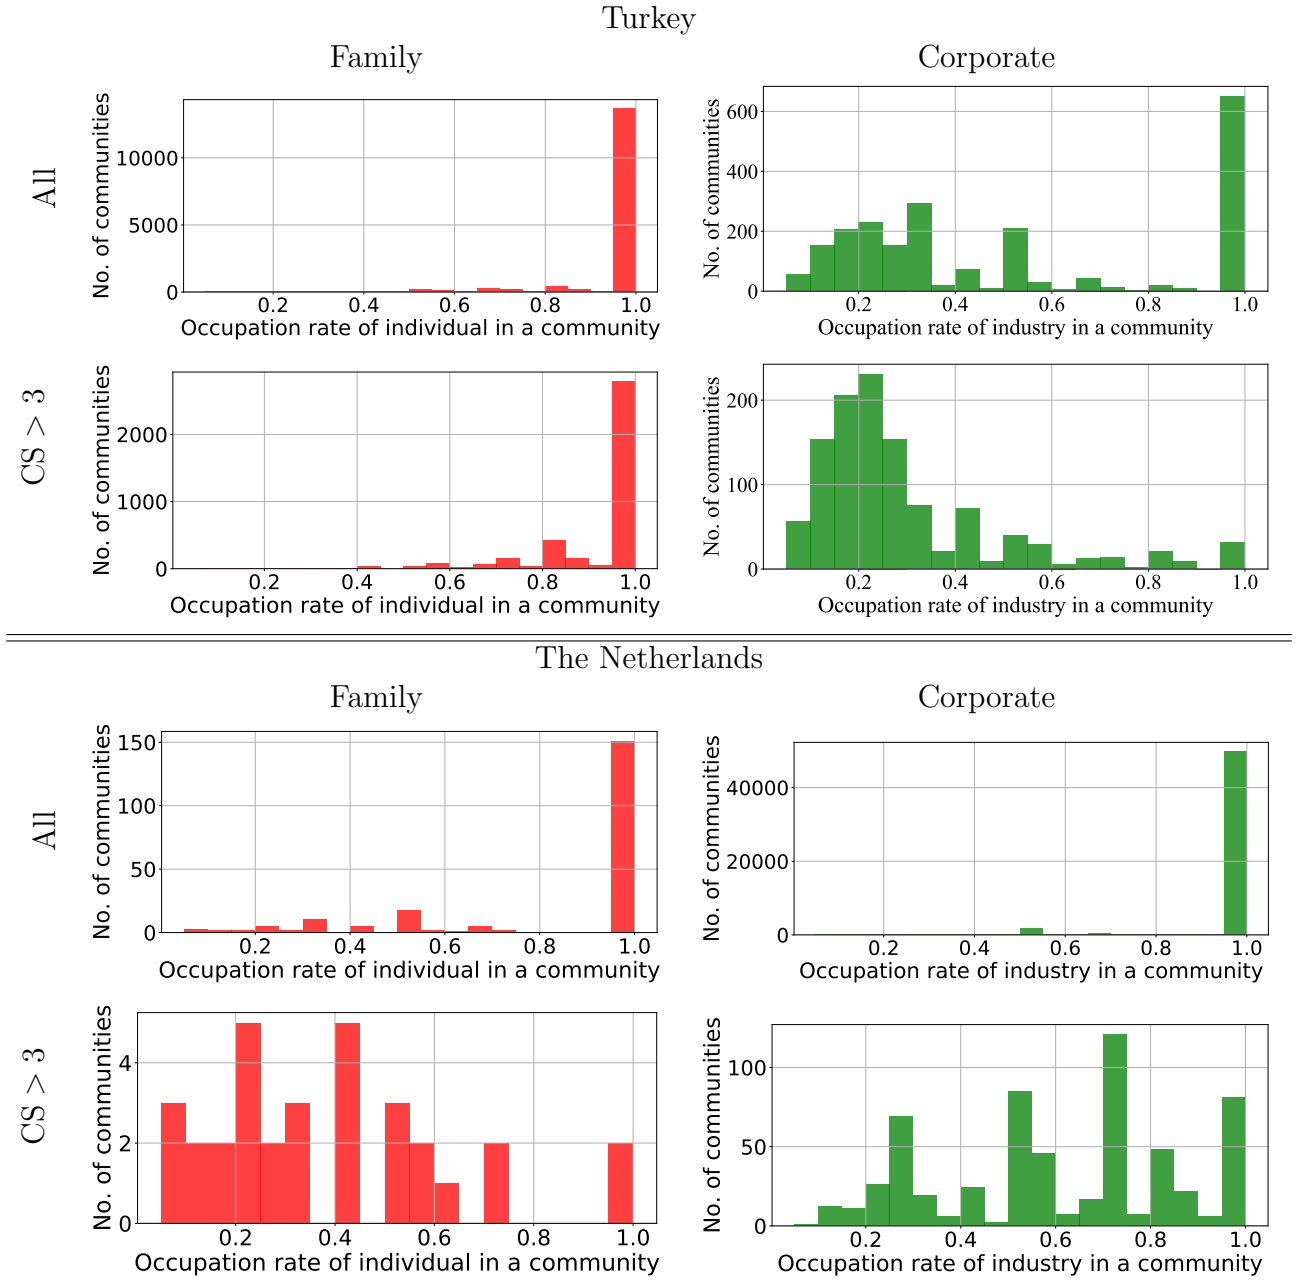 Turkey
Family
Corporate
All
No. of communities
10000
5000
0
0.2 0.4 0.6 0.8 1.0
Occupation rate of individual in a community
No. of communities
600
400
200
0
0.2 0.4 0.6 0.8 1.0
Occupation rate of industry in a community
CS > 3
No. of communities
2000
1000
0
0.2 0.4 0.6 0.8 1.0
Occupation rate of individual in a community
No. of communities
200
100
0
0.2 0.4 0.6 0.8 1.0
Occupation rate of industry in a community
The Netherlands
Family
Corporate
All
No. of communities
150
100
50
0
0.2 0.4 0.6 0.8 1.0
Occupation rate of individual in a community
No. of communities
40000
20000
0
0.2 0.4 0.6 0.8 1.0
Occupation rate of industry in a community
CS > 3
No. of communities
4
2
0
0.2 0.4 0.6 0.8 1.0
Occupation rate of individual in a community
No. of communities
100
50
0
0.2 0.4 0.6 0.8 1.0
Occupation rate of industry in a community